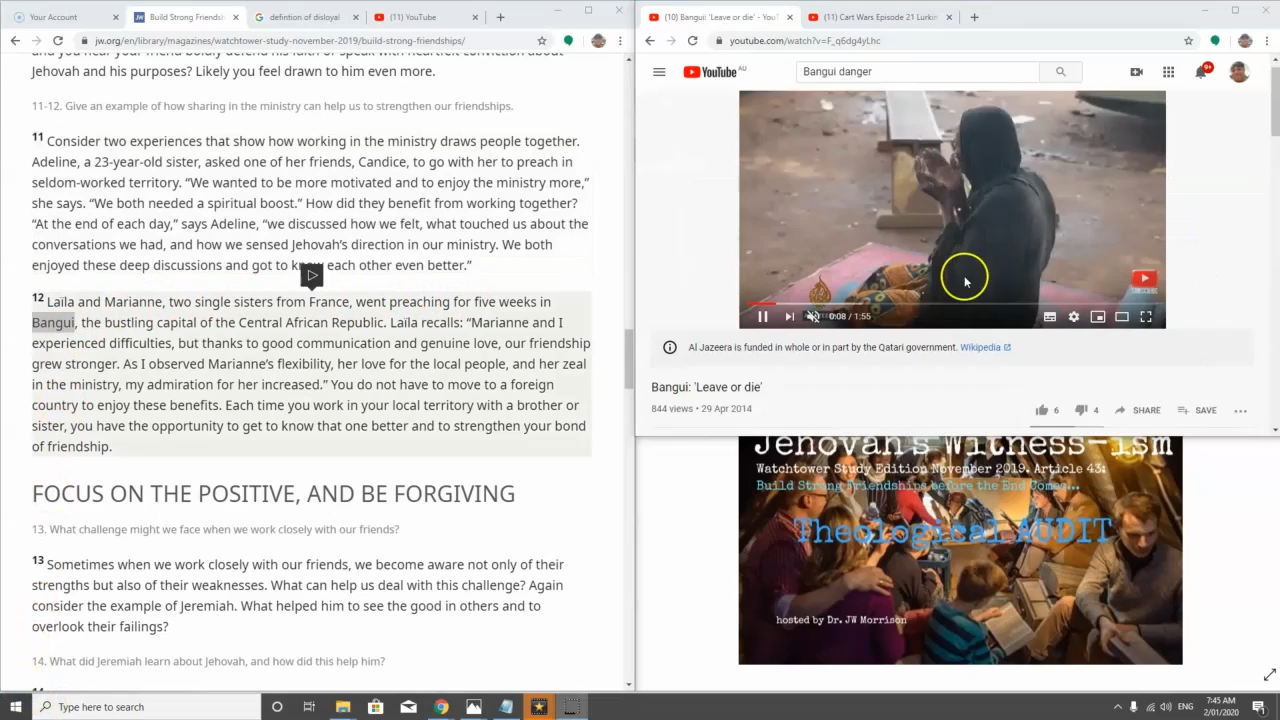 Your Account
Build Strong Friendsh
defintion of disloyal
(11) YouTube
jw.org/en/library/magazines/watchtower-study-november-2019/build-strong-friendships/
Jehovah and his purposes? Likely you feel drawn to him even more.
11-12. Give an example of how sharing in the ministry can help us to strengthen our friendships.
11 Consider two experiences that show how working in the ministry draws people together.
Adeline, a 23-year-old sister, asked one of her friends, Candice, to go with her to preach in
seldom-worked territory. “We wanted to be more motivated and to enjoy the ministry more,”
she says. “We both needed a spiritual boost.” How did they benefit from working together?
“At the end of each day,” says Adeline, “we discussed how we felt, what touched us about the
conversations we had, and how we sensed Jehovah’s direction in our ministry. We both
enjoyed these deep discussions and got to know each other even better.”
12 Laïla and Marianne, two single sisters from France, went preaching for five weeks in
Bangui, the bustling capital of the Central African Republic. Laïla recalls: “Marianne and I
experienced difficulties, but thanks to good communication and genuine love, our friendship
grew stronger. As I observed Marianne’s flexibility, her love for the local people, and her zeal
in the ministry, my admiration for her increased.” You do not have to move to a foreign
country to enjoy these benefits. Each time you work in your local territory with a brother or
sister, you have the opportunity to get to know that one better and to strengthen your bond
of friendship.
FOCUS ON THE POSITIVE, AND BE FORGIVING
13. What challenge might we face when we work closely with our friends?
13 Sometimes when we work closely with our friends, we become aware not only of their
strengths but also of their weaknesses. What can help us deal with this challenge? Again
consider the example of Jeremiah. What helped him to see the good in others and to
overlook their failings?
14. What did Jeremiah learn about Jehovah, and how did this help him?
(10) Bangui: 'Leave or die' - YouT
(11) Cart Wars Episode 21 Lurkin
youtube.com/watch?v=F_q6dg4yLhc
YouTube AU
Bangui danger
9+
SUBSCRIBE
0:08 / 1:55
Al Jazeera is funded in whole or in part by the Qatari government. Wikipedia
Bangui: 'Leave or die'
844 views • 29 Apr 2014
6
4
SHARE
SAVE
Jehovah's Witness-ism
Watchtower Study Edition November 2019. Article 43:
Build Strong Friendships before the End Comes...
Theological AUDIT
hosted by Dr. JW Morrison
Type here to search
ENG
7:45 AM
2/01/2020
1